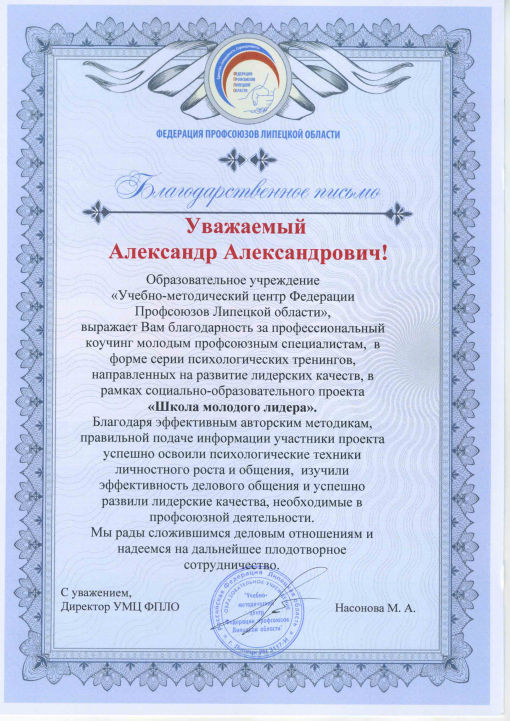 ФЕДЕРАЦИЯ
ПРОФСОЮЗОВ
ЛИПЕЦКОЙ
ОБЛАСТИ
ФЕДЕРАЦИЯ ПРОФСОЮЗОВ ЛИПЕЦКОЙ ОБЛАСТИ
Благодарственное письмо
Уважаемый
Александр Александрович!
Образовательное учреждение
«Учебно-методический центр Федерации
Профсоюзов Липецкой области»,
выражает Вам благодарность за профессиональный
коучинг молодым профсоюзным специалистам, в
форме серии психологических тренингов,
направленных на развитие лидерских качеств, в
рамках социально-образовательного проекта
«Школа молодого лидера».
Благодаря эффективным авторским методикам,
правильной подаче информации участники проекта
успешно освоили психологические техники
личностного роста и общения, изучили
эффективность делового общения и успешно
развили лидерские качества, необходимые в
профсоюзной деятельности.
Мы рады сложившимся деловым отношениям и
надеемся на дальнейшее плодотворное
сотрудничество.
С уважением,
Директор УМЦ ФПЛО
Насонова М. А.
"Учебно-
методический
центр
Федерации профсоюзов
Липецкой области"